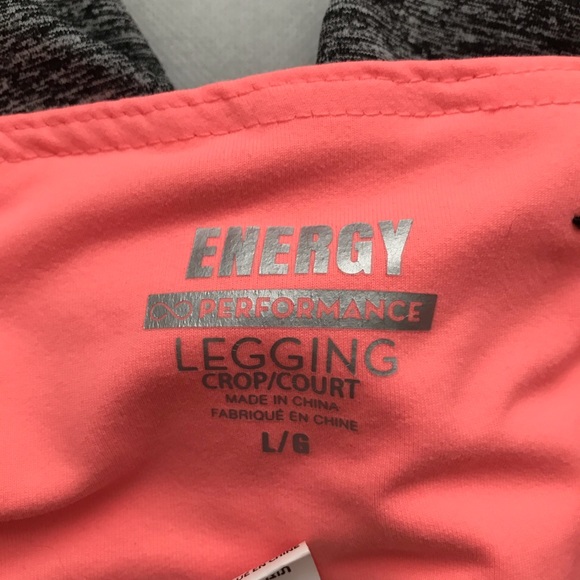 ENERGY
PERFORMANCE
LEGGING
CROP/COURT
MADE IN CHINA
FABRIQUÉ EN CHINE
L/G